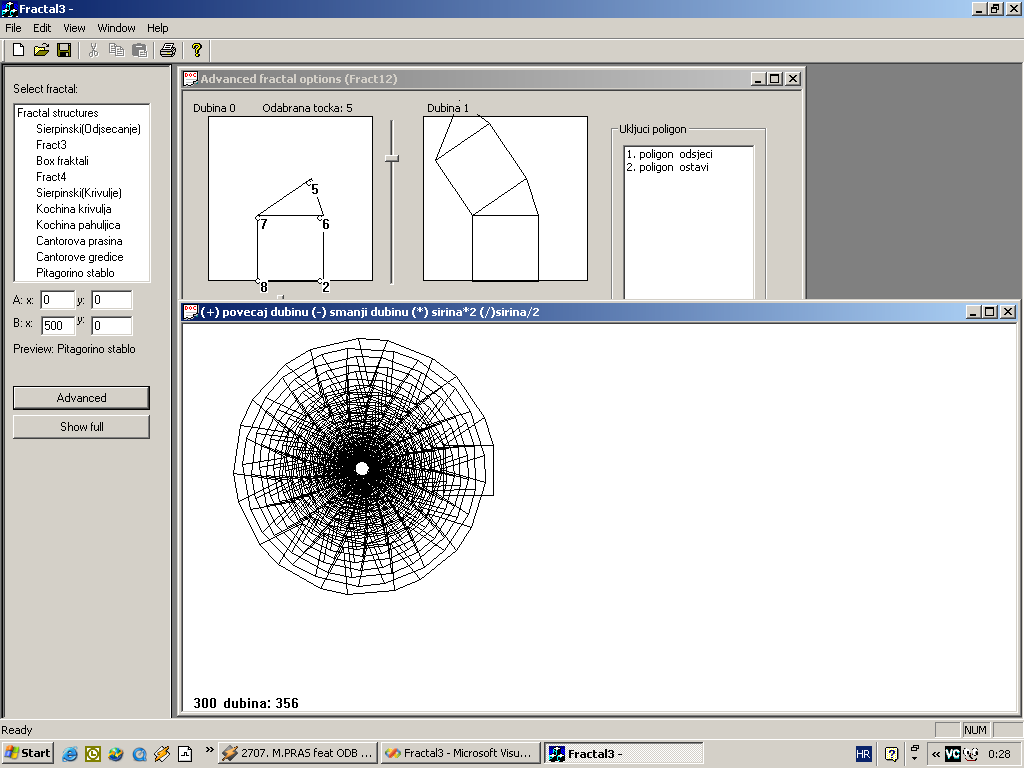 Fractal3 -
File Edit View Window Help
Select fractal:
Fractal structures
Sierpinski(Odjsecanje)
Fract3
Box fraktali
Fract4
Sierpinski(Krivulje)
Kochina krivulja
Kochina pahuljica
Cantorova prasina
Cantorove gredice
Pitagorino stablo
A: x: 0 y: 0
B: x: 500 y: 0
Preview: Pitagorino stablo
Advanced
Show full
Advanced fractal options (Fract12)
Dubina 0 Odabrana tocka: 5 Dubina 1
5
7 6
8 2
Ukljuci poligon
1. poligon odsjeci
2. poligon ostavi
(+) povecaj dubinu (-) smanji dubinu (*) sirina*2 (/)sirina/2
300 dubina: 356
Ready NUM
Start » 2707. M.PRAS feat ODB ... Fractal3 - Microsoft Visu... Fractal3 - HR « VC 0:28